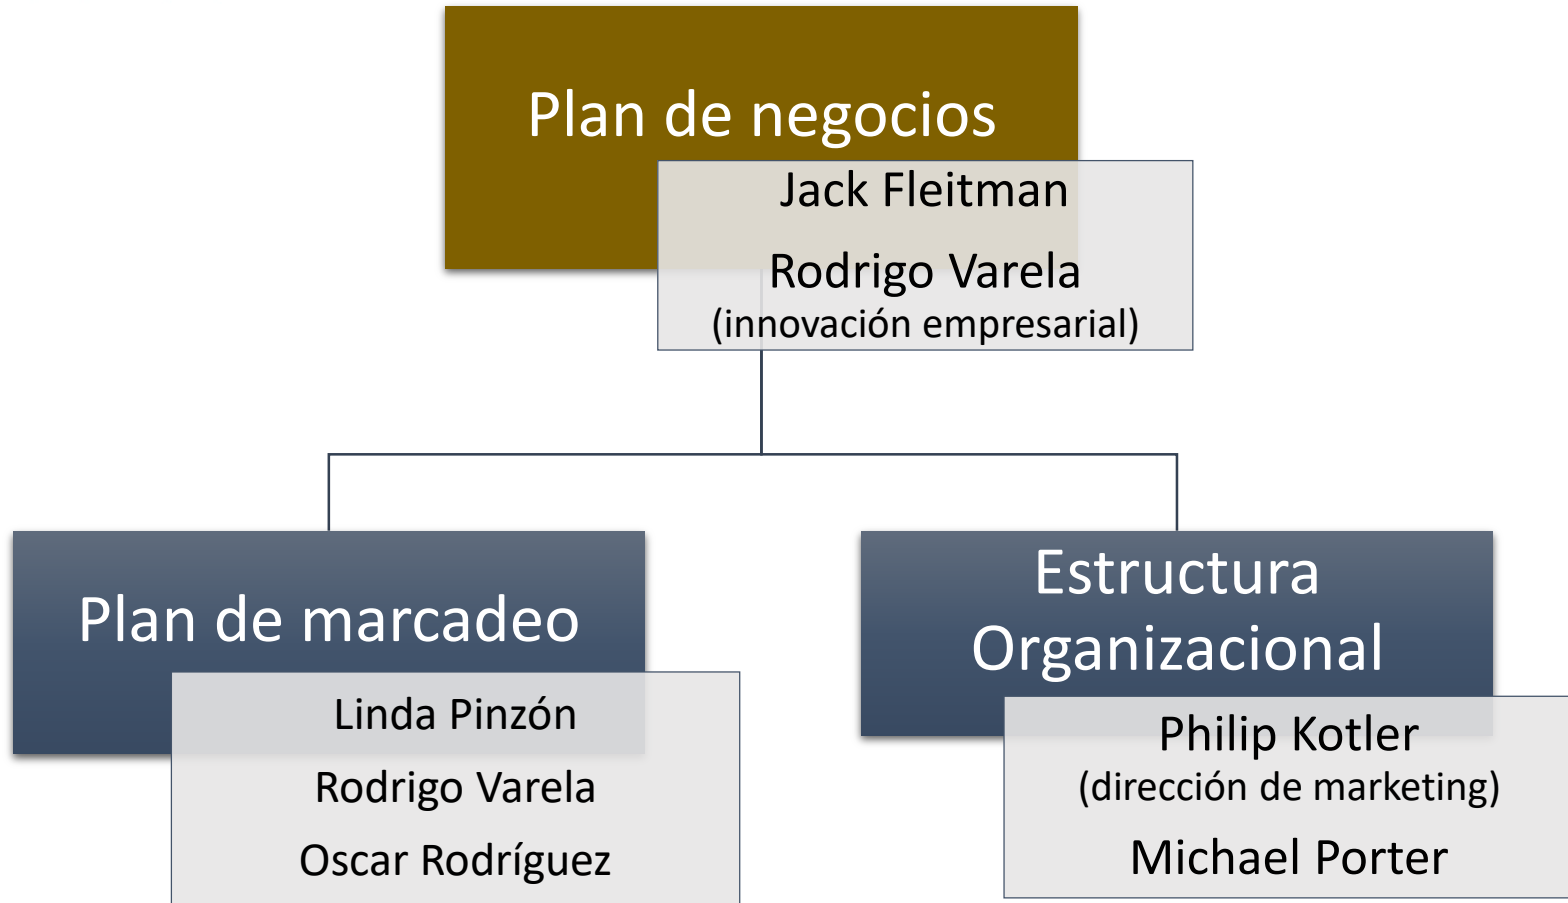 Plan de negocios
Jack Fleitman
Rodrigo Varela
(innovación empresarial)
Plan de marcadeo
Linda Pinzón
Rodrigo Varela
Oscar Rodríguez
Estructura
Organizacional
Philip Kotler
(dirección de marketing)
Michael Porter